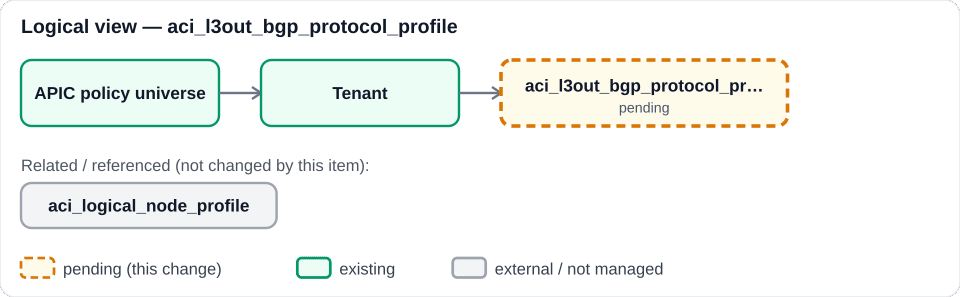 Logical view — aci_l3out_bgp_protocol_profile
APIC policy universe
Tenant
aci_l3out_bgp_protocol_pr...
pending
Related / referenced (not changed by this item):
aci_logical_node_profile
pending (this change)
existing
external / not managed